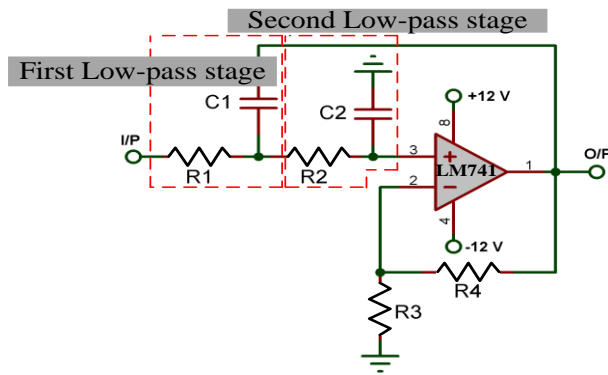 Second Low-pass stage
First Low-pass stage
C1
C2
+12 V
I/P
R1
R2
3
8
+
LM741
1
O/P
2
−
4
-12 V
R4
R3